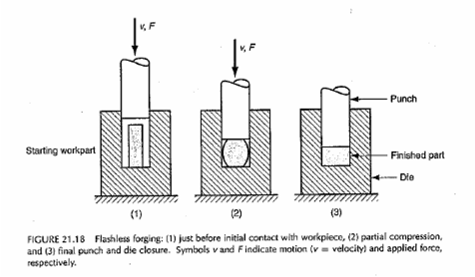 v, F
v, F
Punch
Starting workpart
Finished part
Die
(1)
(2)
(3)
FIGURE 21.18 Flashless forging: (1) just before initial contact with workpiece, (2) partial compression,
and (3) final punch and die closure. Symbols v and F indicate motion (v = velocity) and applied force,
respectively.